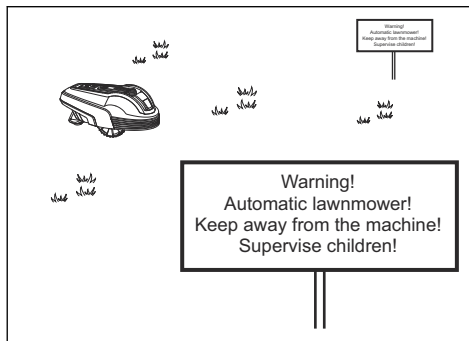 Warning!
Automatic lawnmower!
Keep away from the machine!
Supervise children!
Warning!
Automatic lawnmower!
Keep away from the machine!
Supervise children!